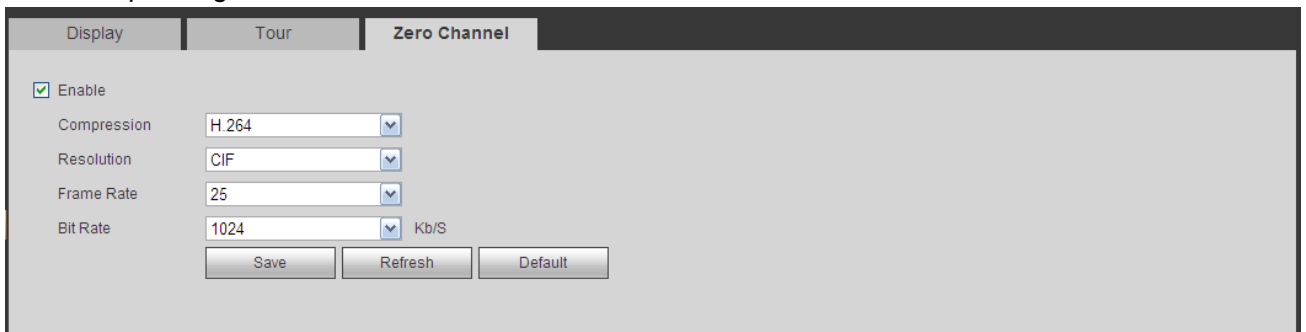 Display Tour Zero Channel
Enable
Compression H.264
Resolution CIF
Frame Rate 25
Bit Rate 1024 Kb/S
Save Refresh Default